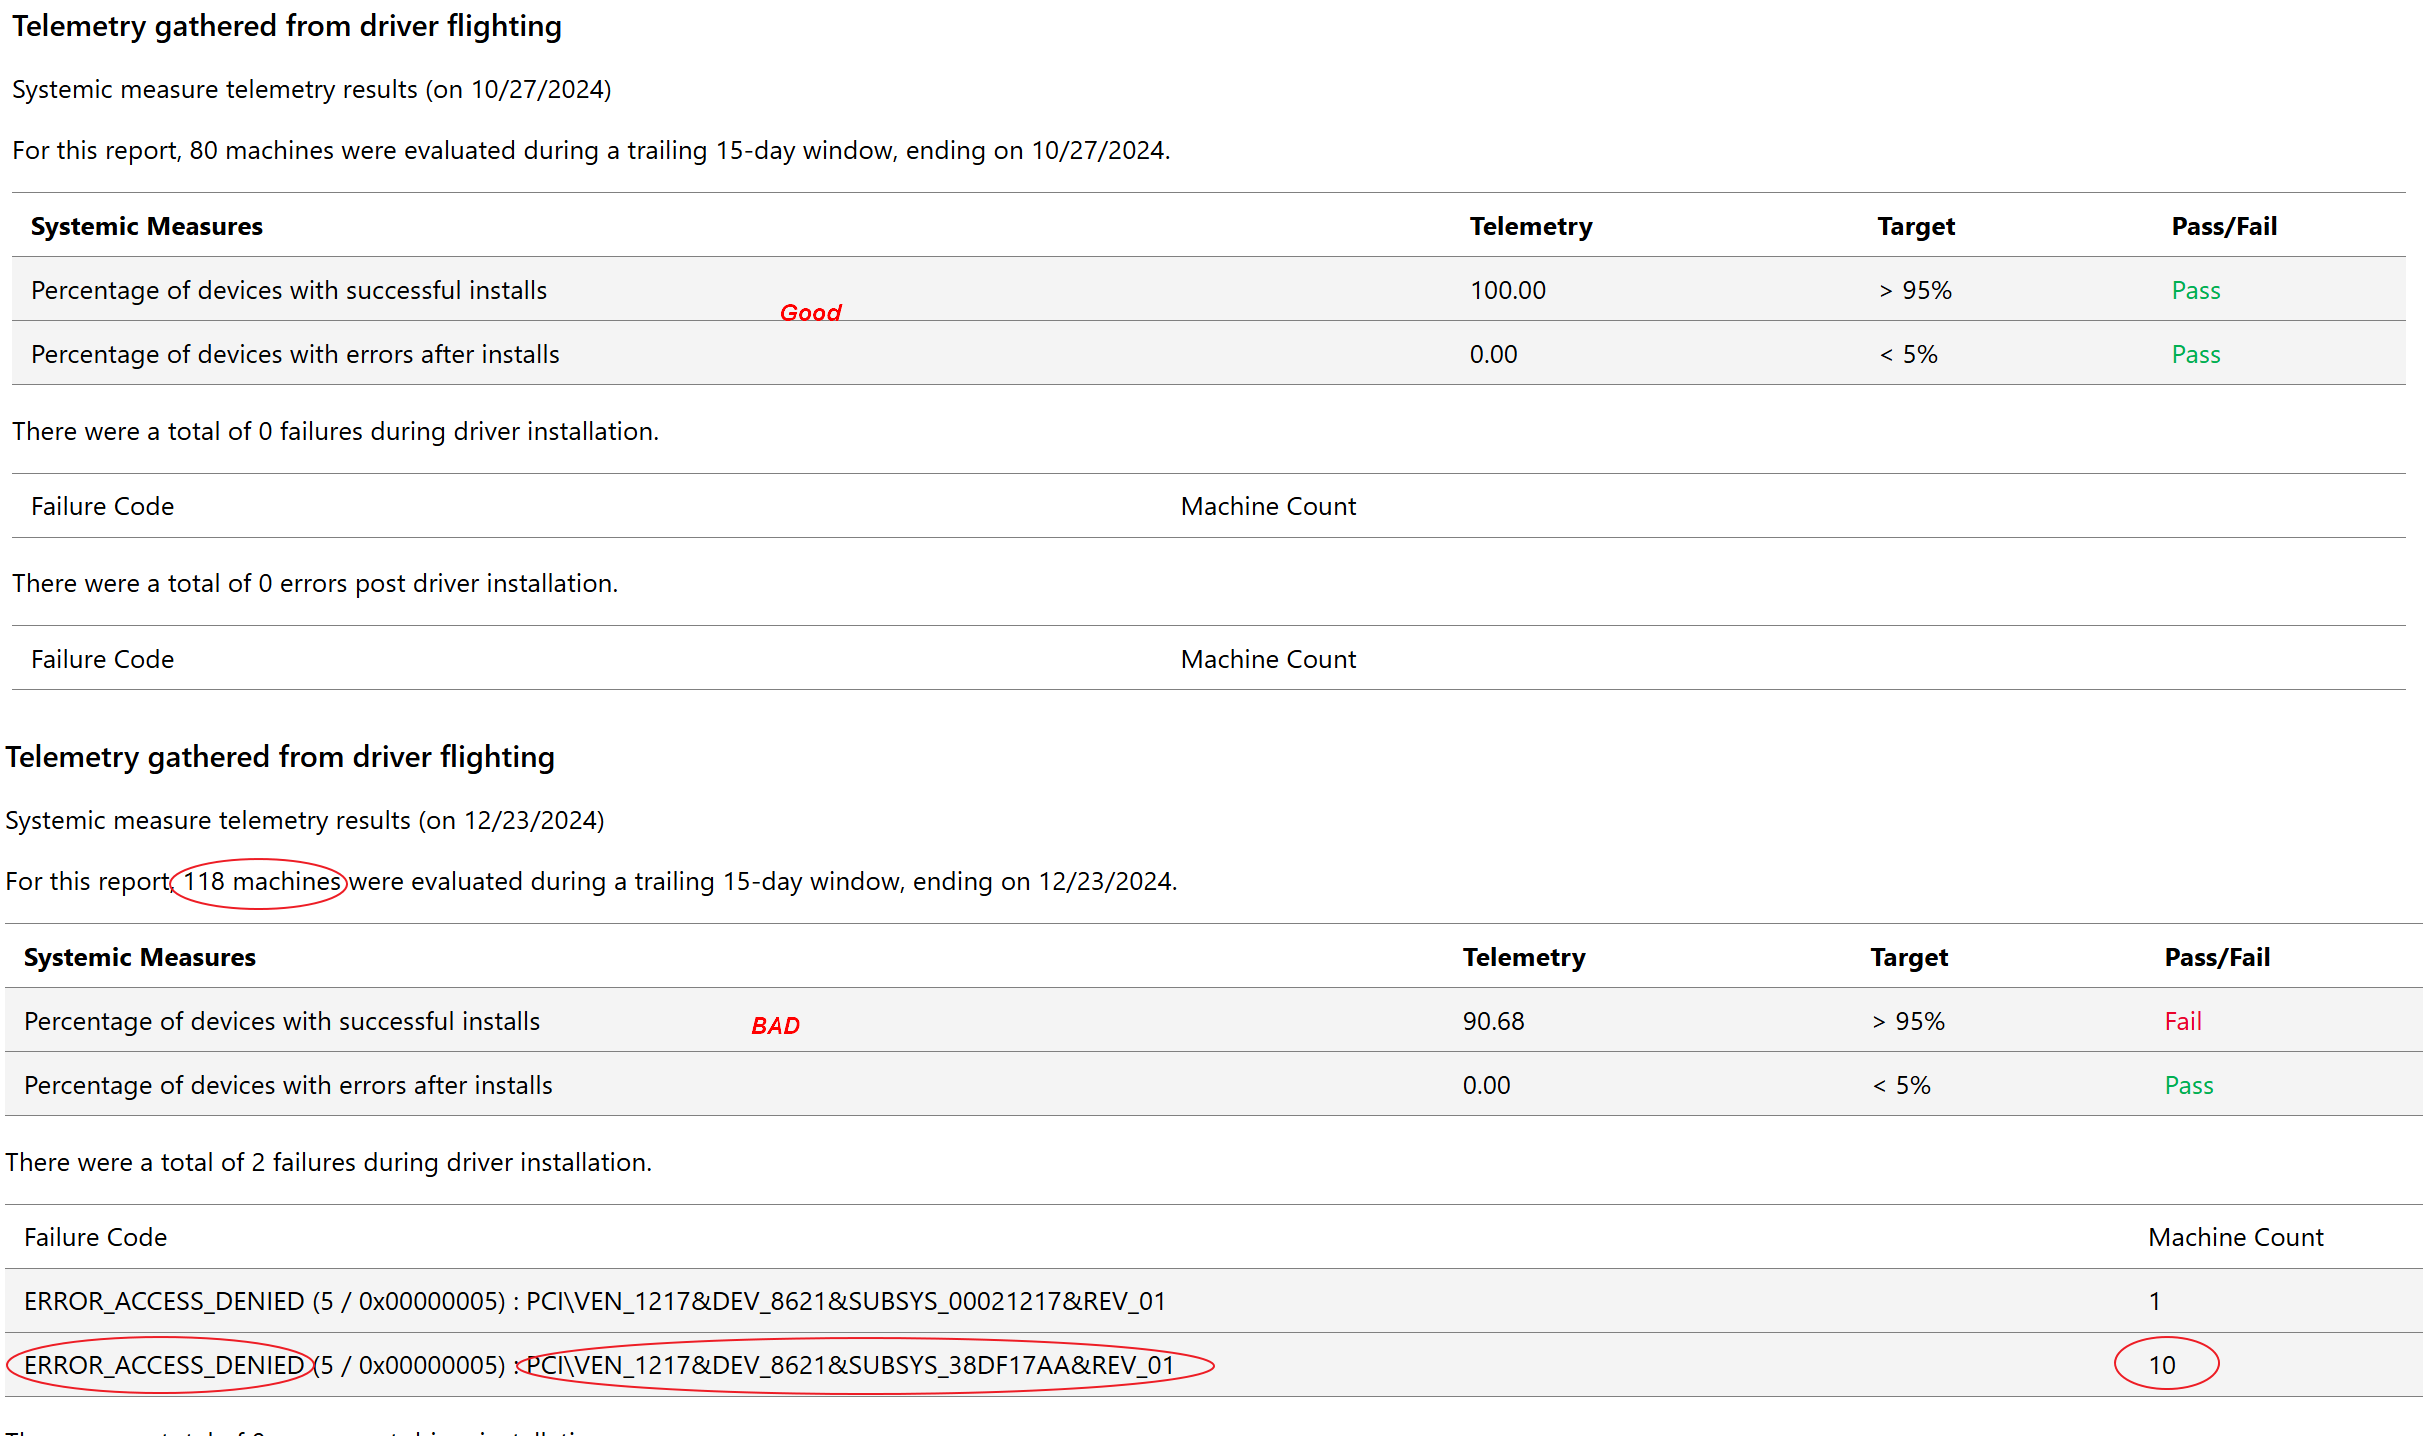 Telemetry gathered from driver flighting
Systemic measure telemetry results (on 10/27/2024)
For this report, 80 machines were evaluated during a trailing 15-day window, ending on 10/27/2024.
Systemic Measures Telemetry Target Pass/Fail
Percentage of devices with successful installs 100.00 > 95% Pass
Good
Percentage of devices with errors after installs 0.00 < 5% Pass
There were a total of 0 failures during driver installation.
Failure Code Machine Count
There were a total of 0 errors post driver installation.
Failure Code Machine Count
Telemetry gathered from driver flighting
Systemic measure telemetry results (on 12/23/2024)
For this report, 118 machines were evaluated during a trailing 15-day window, ending on 12/23/2024.
Systemic Measures Telemetry Target Pass/Fail
Percentage of devices with successful installs BAD 90.68 > 95% Fail
Percentage of devices with errors after installs 0.00 < 5% Pass
There were a total of 2 failures during driver installation.
Failure Code Machine Count
ERROR_ACCESS_DENIED (5 / 0x00000005) : PCI\VEN_1217&DEV_8621&SUBSYS_00021217&REV_01 1
ERROR_ACCESS_DENIED (5 / 0x00000005) : PCI\VEN_1217&DEV_8621&SUBSYS_38DF17AA&REV_01 10